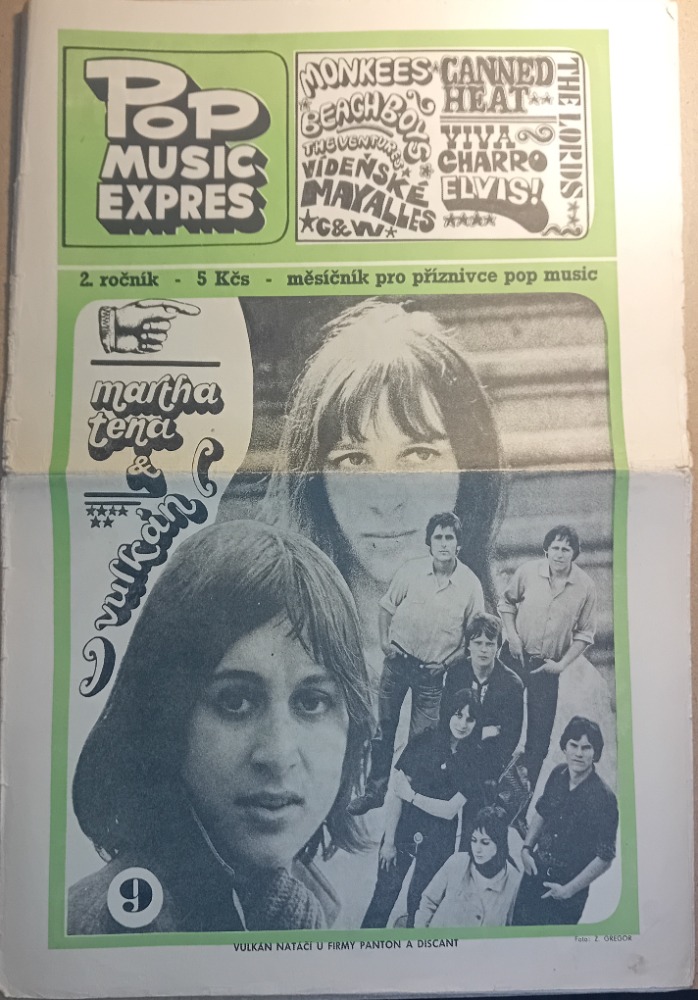 POP
MUSIC
EXPRES
MONKEES
BEACH BOYS
THE VENTURES
VÍDEŇSKÉ
MAYALLES
C&W
CANNED
HEAT
VIVA
CHARRO
ELVIS!
THE LORDS
2. ročník - 5 Kčs - měsíčník pro příznivce pop music
martha
tena
&
vulkán
9
VULKÁN NATÁČÍ U FIRMY PANTON A DISCANT
Foto: Z. GREGOR